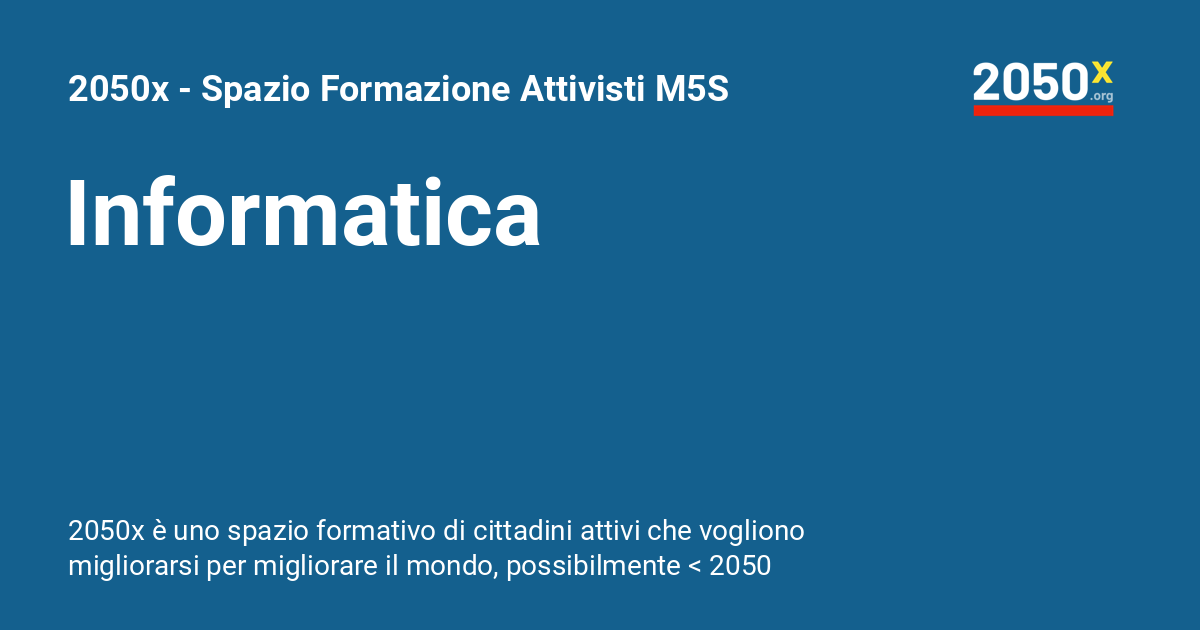 2050x - Spazio Formazione Attivisti M5S
2050x
.org
Informatica
2050x è uno spazio formativo di cittadini attivi che vogliono
migliorarsi per migliorare il mondo, possibilmente < 2050